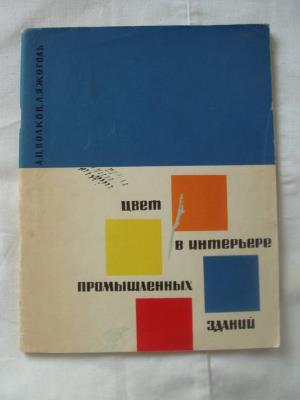 А.П.ВОЛКОВ, Л.Я.ЖОГОЛЬ
ЦВЕТ
В ИНТЕРЬЕРЕ
ПРОМЫШЛЕННЫХ
ЗДАНИЙ